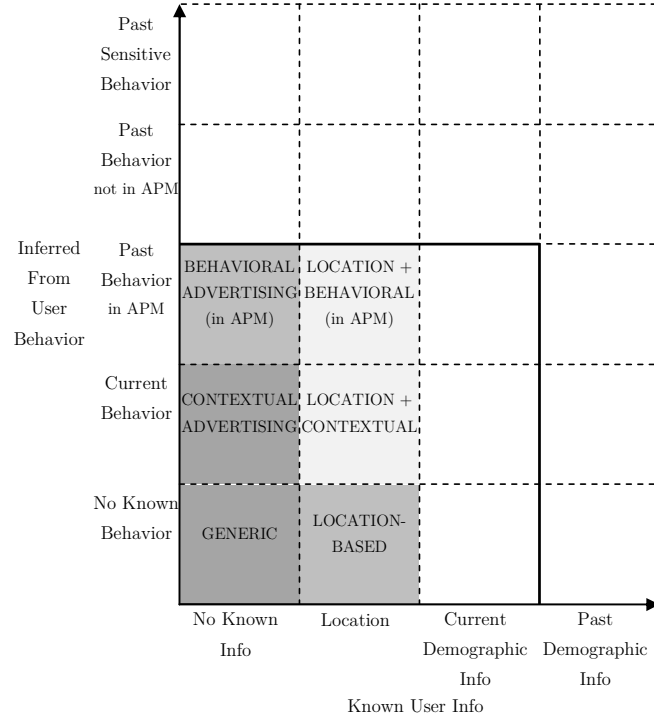 Past
Sensitive
Behavior
Past
Behavior
not in APM
Inferred
From
User
Behavior
Past
Behavior
in APM
BEHAVIORAL
ADVERTISING
(in APM)
LOCATION +
BEHAVIORAL
(in APM)
Current
Behavior
CONTEXTUAL
ADVERTISING
LOCATION +
CONTEXTUAL
No Known
Behavior
GENERIC
LOCATION-
BASED
No Known
Info
Location
Current
Demographic
Info
Past
Demographic
Info
Known User Info